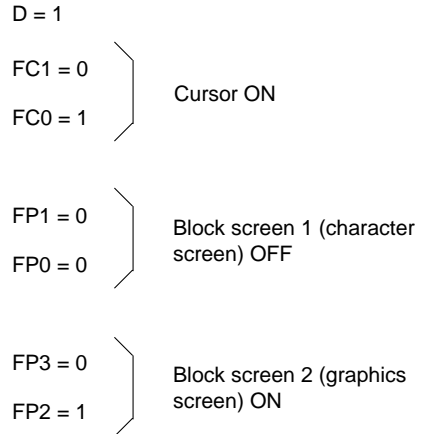 D = 1
FC1 = 0
FC0 = 1
Cursor ON
FP1 = 0
FP0 = 0
Block screen 1 (character
screen) OFF
FP3 = 0
FP2 = 1
Block screen 2 (graphics
screen) ON